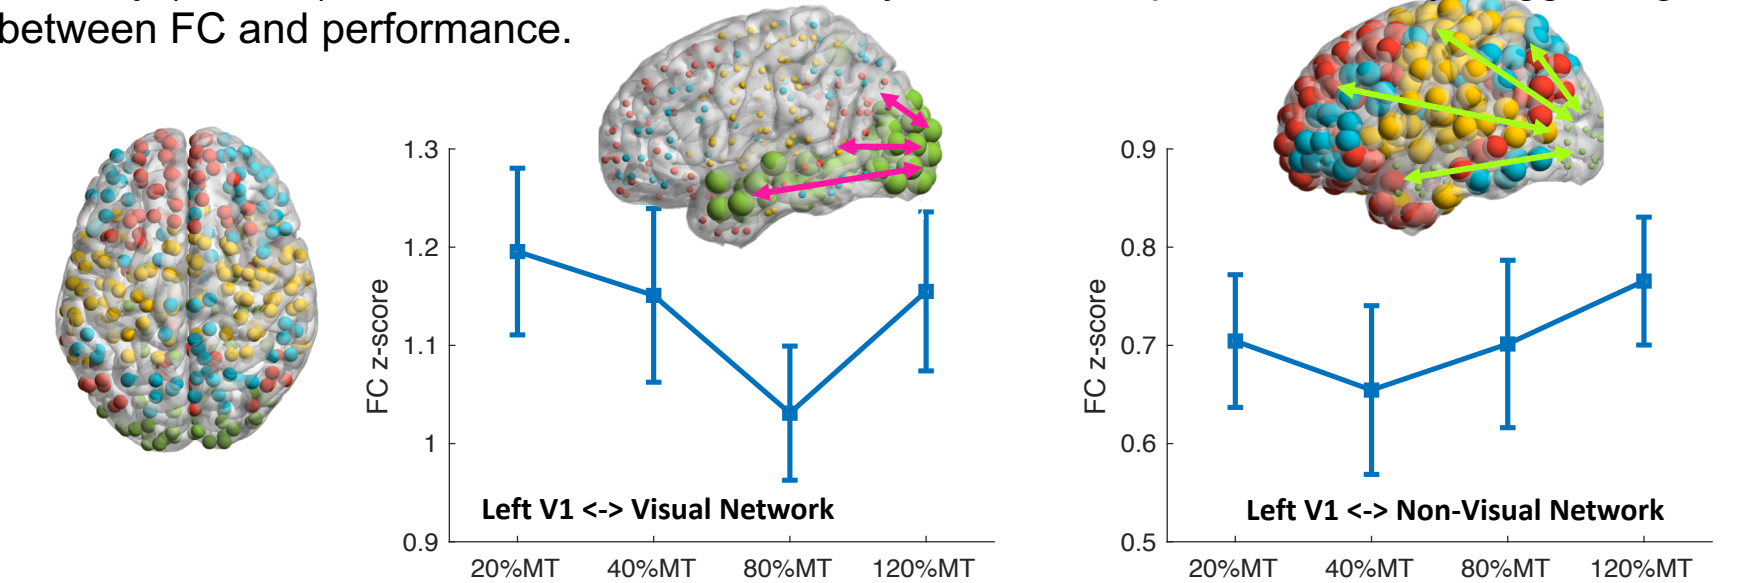 between FC and performance.
1.3
1.2
1.1
1
0.9
FC z-score
Left V1 <-> Visual Network
20%MT 40%MT 80%MT 120%MT
0.9
0.8
0.7
0.6
0.5
FC z-score
Left V1 <-> Non-Visual Network
20%MT 40%MT 80%MT 120%MT